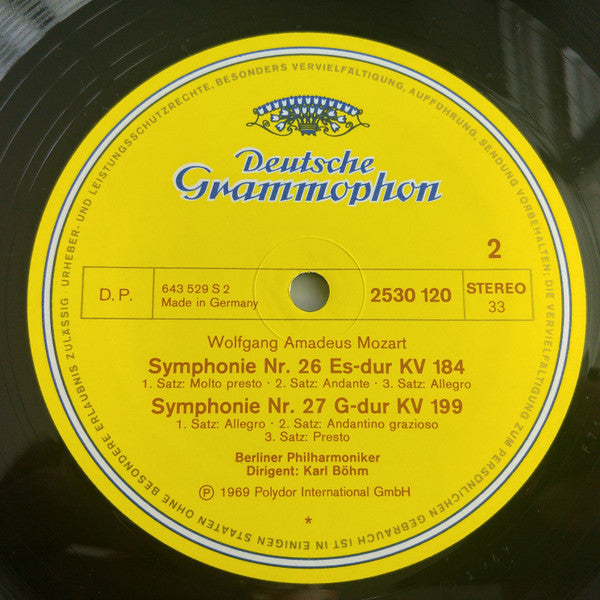 Deutsche
Grammophon
2
D. P.
643 529 S 2
Made in Germany
2530 120
STEREO
33
Wolfgang Amadeus Mozart
Symphonie Nr. 26 Es-dur KV 184
1. Satz: Molto presto · 2. Satz: Andante · 3. Satz: Allegro
Symphonie Nr. 27 G-dur KV 199
1. Satz: Allegro · 2. Satz: Andantino grazioso
3. Satz: Presto
Berliner Philharmoniker
Dirigent: Karl Böhm
Ⓟ 1969 Polydor International GmbH
*
URHEBER- UND LEISTUNGSSCHUTZRECHTE, BESONDERS VERVIELFÄLTIGUNG, AUFFÜHRUNG, SENDUNG VORBEHALTEN: DIE VERVIELFÄLTIGUNG ZUM PERSÖNLICHEN GEBRAUCH IST IN EINIGEN STAATEN OHNE BESONDERE ERLAUBNIS ZULÄSSIG ·